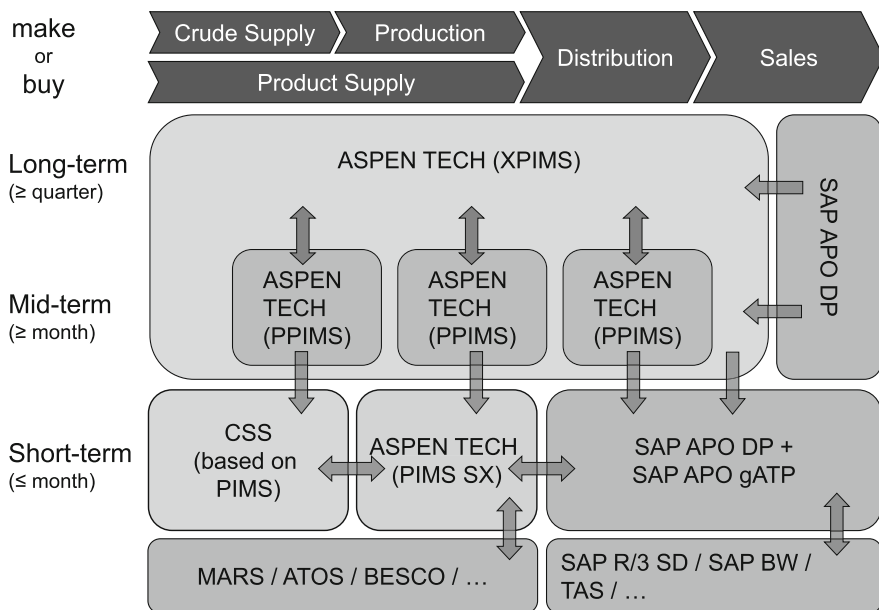 make
or
buy
Crude Supply
Production
Product Supply
Distribution
Sales
Long-term
(≥ quarter)
ASPEN TECH (XPIMS)
SAP APO DP
Mid-term
(≥ month)
ASPEN
TECH
(PPIMS)
ASPEN
TECH
(PPIMS)
ASPEN
TECH
(PPIMS)
Short-term
(≤ month)
CSS
(based on
PIMS)
ASPEN TECH
(PIMS SX)
SAP APO DP +
SAP APO gATP
MARS / ATOS / BESCO / …
SAP R/3 SD / SAP BW /
TAS / …